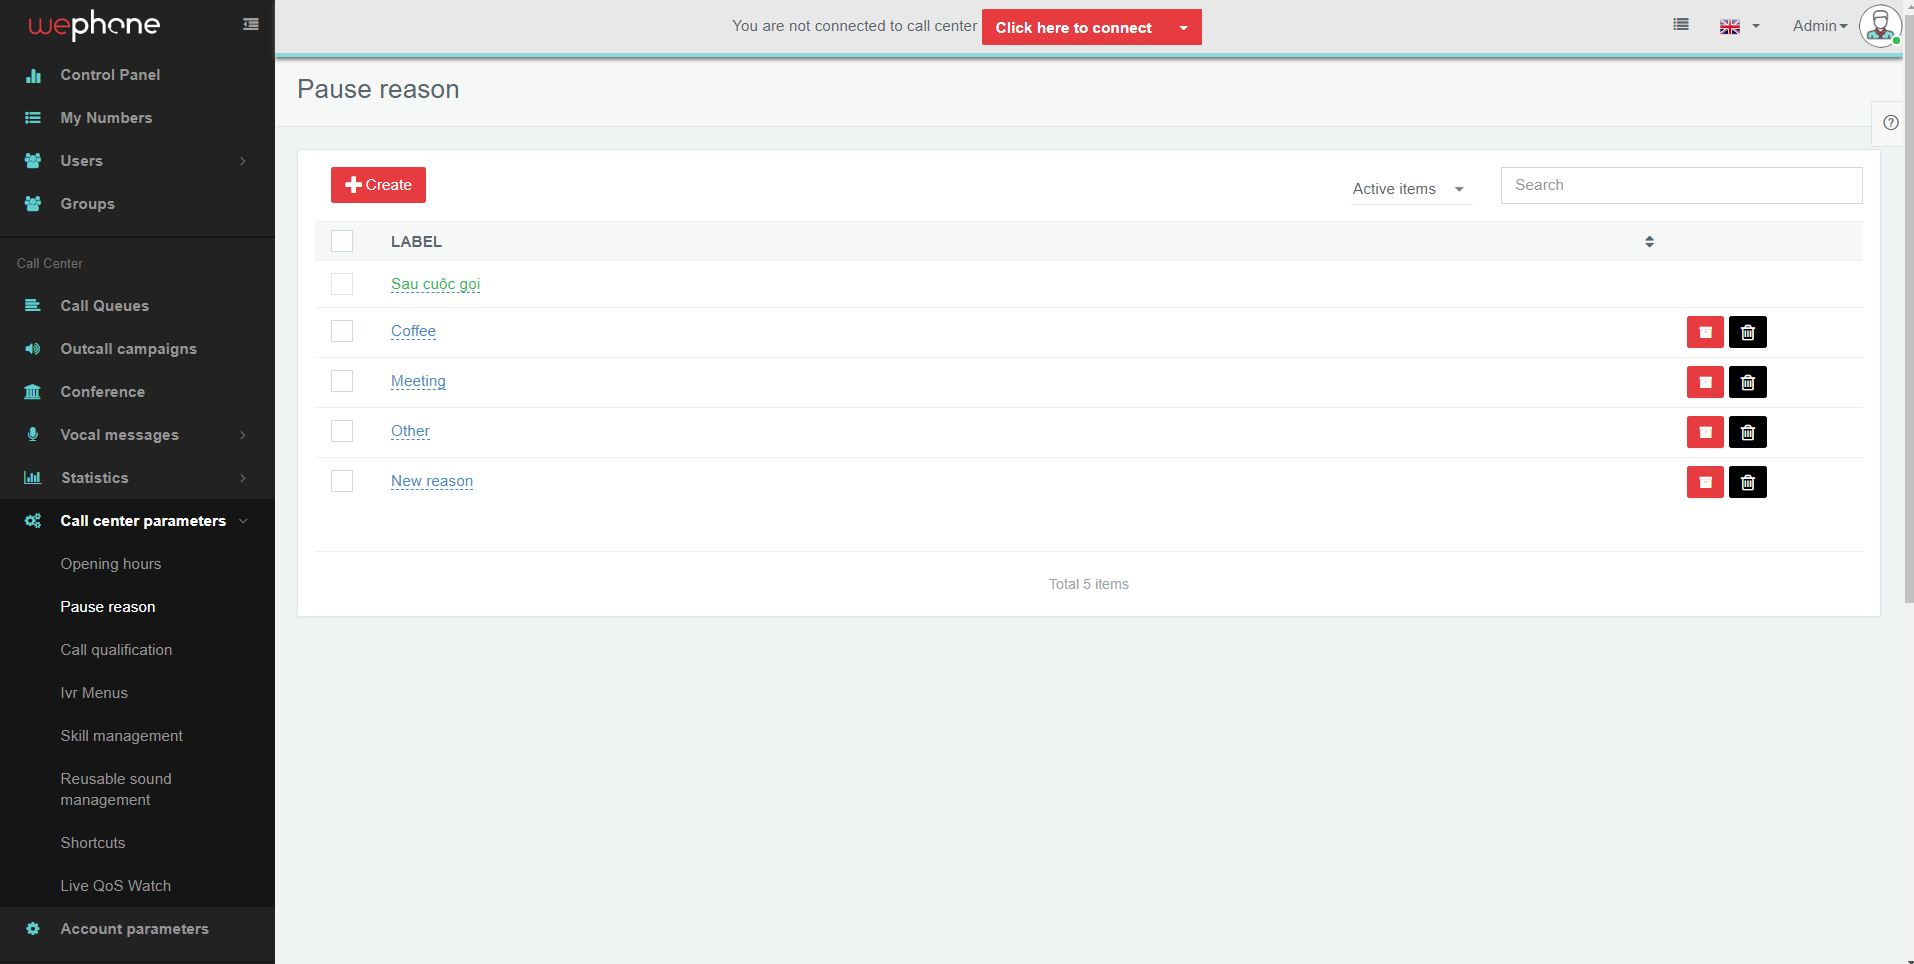 wephone
Control Panel
My Numbers
Users
Groups
Call Center
Call Queues
Outcall campaigns
Conference
Vocal messages
Statistics
Call center parameters
Opening hours
Pause reason
Call qualification
Ivr Menus
Skill management
Reusable sound
management
Shortcuts
Live QoS Watch
Account parameters
You are not connected to call center
Click here to connect
Admin
Pause reason
Create
Active items
Search
LABEL
Sau cuộc gọi
Coffee
Meeting
Other
New reason
Total 5 items